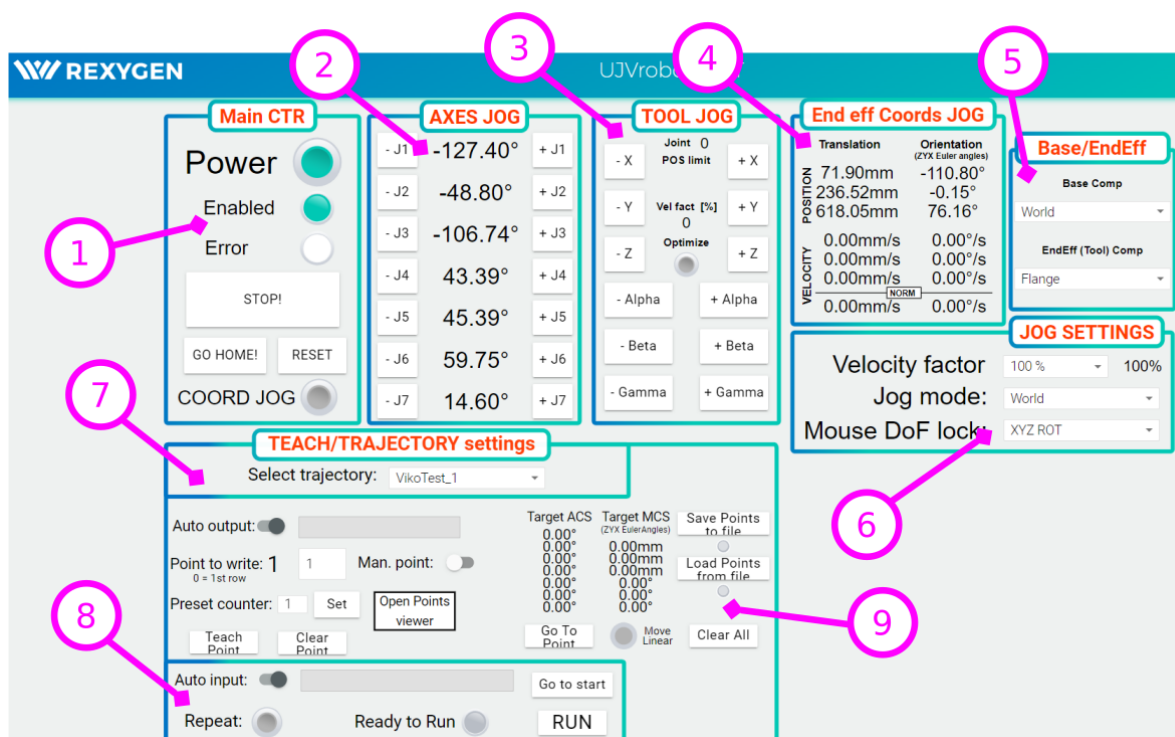 3
2
4
5
REXYGEN
UJVrob
Main CTR
Power
Enabled
Error
1
STOP!
GO HOME!
RESET
COORD JOG
AXES JOG
- J1 -127.40° + J1
- J2 -48.80° + J2
- J3 -106.74° + J3
- J4 43.39° + J4
- J5 45.39° + J5
- J6 59.75° + J6
- J7 14.60° + J7
TOOL JOG
Joint 0
POS limit
- X + X
Vel fact [%]
0
- Y + Y
Optimize
- Z + Z
- Alpha + Alpha
- Beta + Beta
- Gamma + Gamma
End eff Coords JOG
Translation Orientation
(ZYX Euler angles)
POSITION
71.90mm -110.80°
236.52mm -0.15°
618.05mm 76.16°
VELOCITY
0.00mm/s 0.00°/s
0.00mm/s 0.00°/s
0.00mm/s 0.00°/s
NORM
0.00mm/s 0.00°/s
Base/EndEff
Base Comp
World
EndEff (Tool) Comp
Flange
JOG SETTINGS
Velocity factor 100 % 100%
Jog mode: World
Mouse DoF lock: XYZ ROT
6
7
TEACH/TRAJECTORY settings
Select trajectory: VikoTest_1
Auto output:
Point to write: 1 1 Man. point:
0 = 1st row
Preset counter: 1 Set
Open Points
viewer
Teach
Point
Clear
Point
Target ACS
0.00°
0.00°
0.00°
0.00°
0.00°
0.00°
0.00°
Target MCS
(ZYX EulerAngles)
0.00mm
0.00mm
0.00mm
0.00°
0.00°
0.00°
Save Points
to file
Load Points
from file
Go To
Point
Move
Linear
Clear All
9
8
Auto input:
Go to start
Repeat:
Ready to Run
RUN